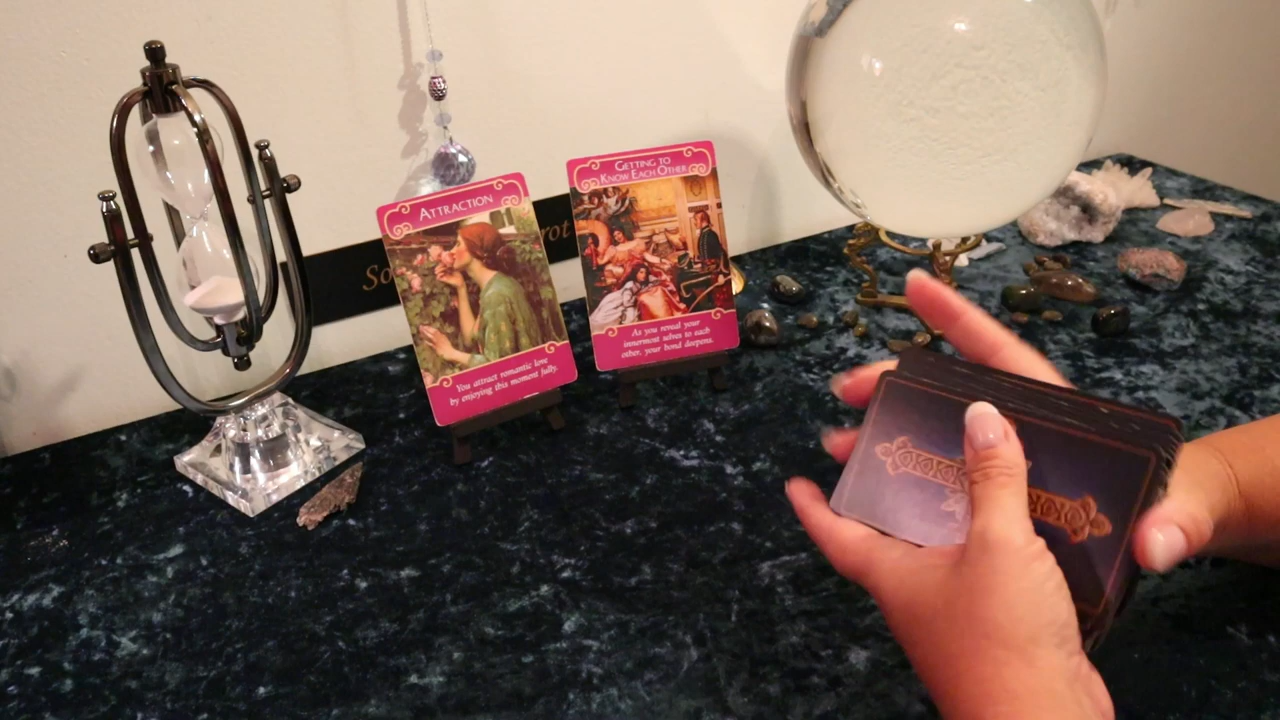 ATTRACTION
You attract romantic love
by enjoying this moment fully.
GETTING TO
KNOW EACH OTHER
As you reveal your
innermost selves to each
other, your bond deepens.
So
rot